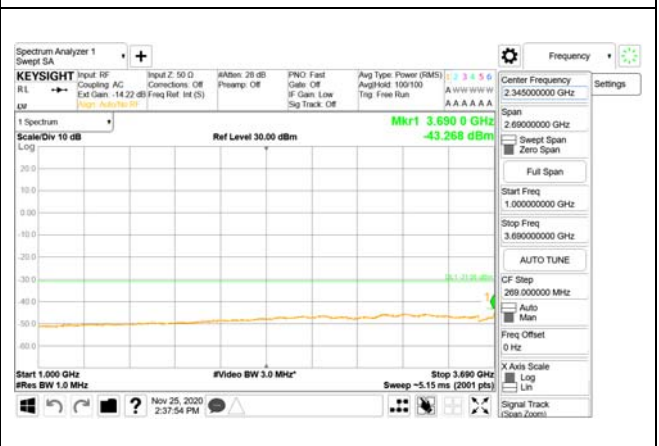 Spectrum Analyzer 1
Swept SA
Frequency
KEYSIGHT
RL
Input: RF
Coupling: AC
Ext Gain: -14.22 dB
Align: Auto/No RF
Input Z: 50 Ω
Corrections: Off
Freq Ref: Int (S)
#Atten: 28 dB
Preamp: Off
PNO: Fast
Gate: Off
IF Gain: Low
Sig Track: Off
Avg Type: Power (RMS)
Avg|Hold: 100/100
Trig: Free Run
1 2 3 4 5 6
A W W W W W
A A A A A A
Center Frequency
2.345000000 GHz
Settings
Span
2.69000000 GHz
Swept Span
Zero Span
Full Span
Start Freq
1.000000000 GHz
Stop Freq
3.690000000 GHz
AUTO TUNE
CF Step
269.000000 MHz
Auto
Man
Freq Offset
0 Hz
X Axis Scale
Log
Lin
Signal Track
(Span Zoom)
1 Spectrum
Scale/Div 10 dB
Ref Level 30.00 dBm
Mkr1 3.690 0 GHz
-43.268 dBm
Log
20.0
10.0
0.00
-10.0
-20.0
-30.0
-40.0
-50.0
-60.0
1
Start 1.000 GHz
#Video BW 3.0 MHz*
Stop 3.690 GHz
#Res BW 1.0 MHz
Sweep ~5.15 ms (2001 pts)
Nov 25, 2020
2:37:54 PM